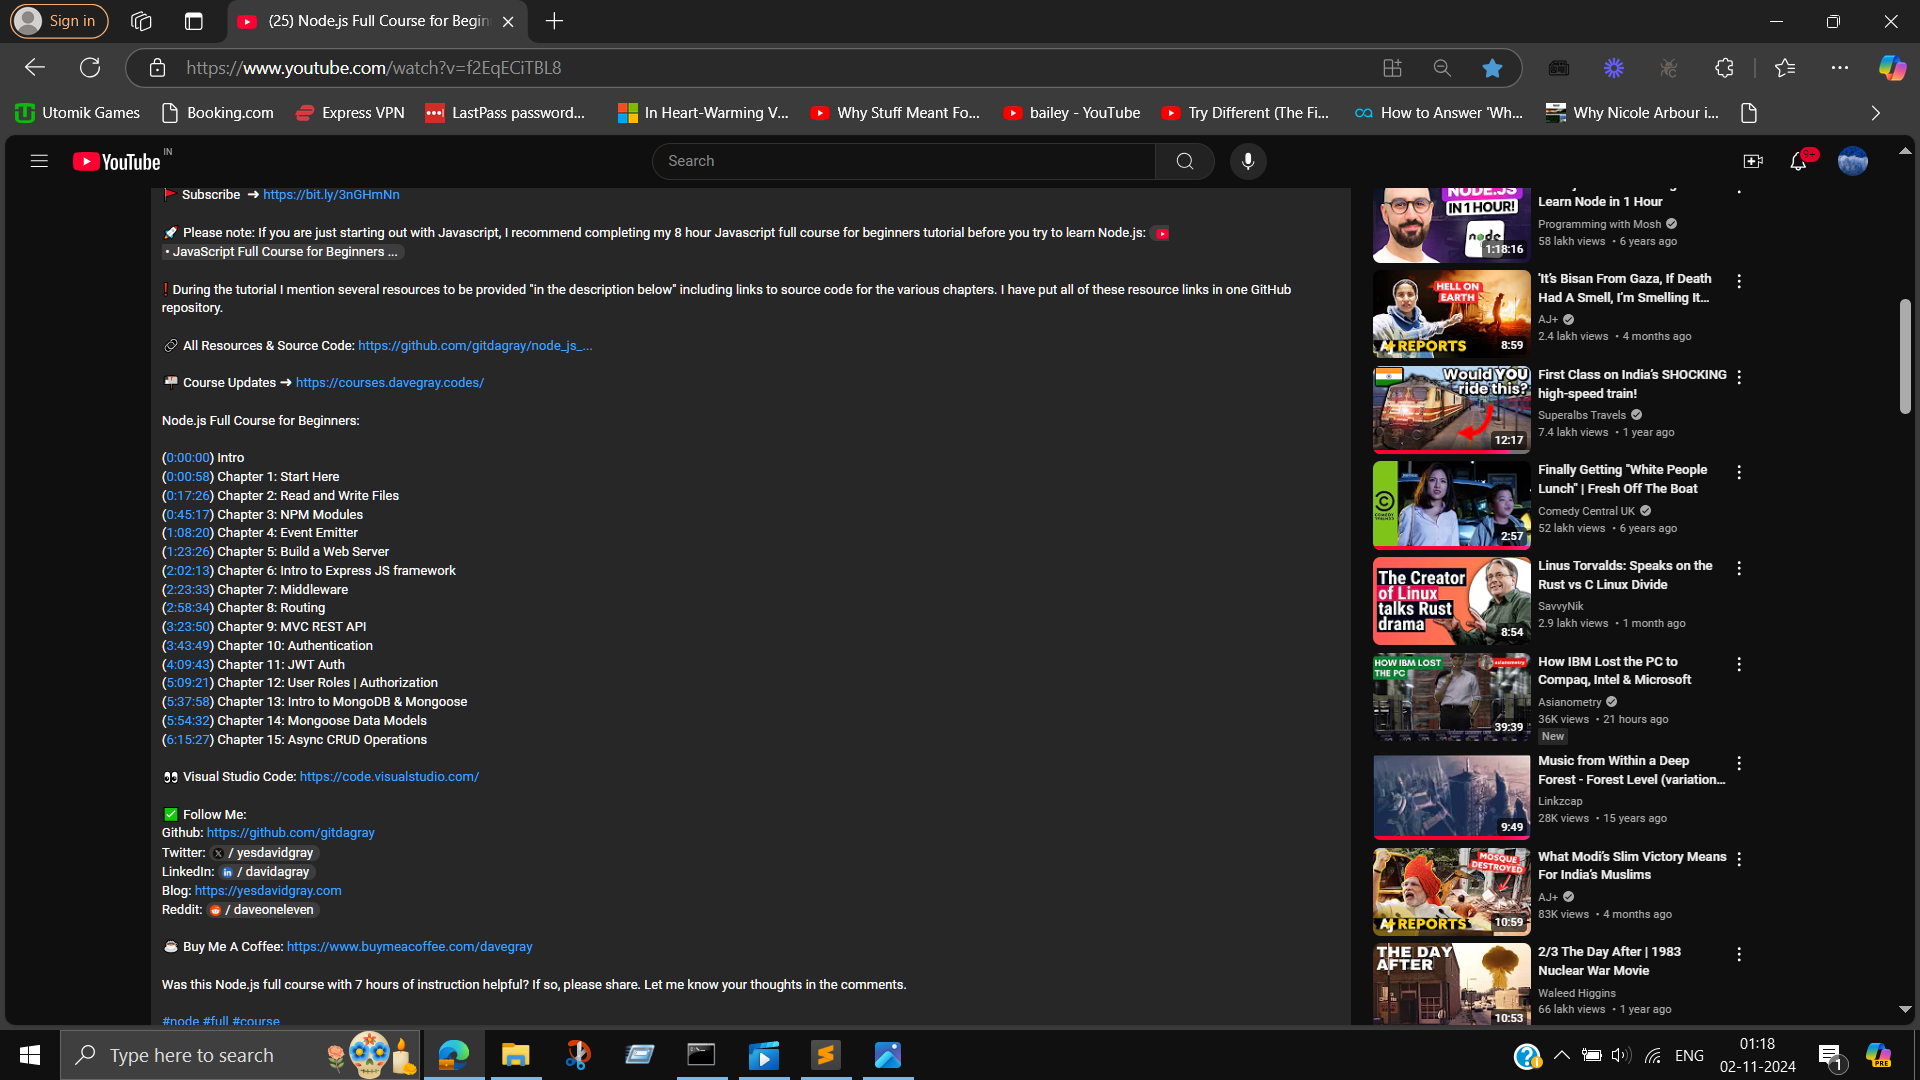 Sign in
(25) Node.js Full Course for Begin
https://www.youtube.com/watch?v=f2EqECiTBL8
Utomik Games
Booking.com
Express VPN
LastPass password...
In Heart-Warming V...
Why Stuff Meant Fo...
bailey - YouTube
Try Different (The Fi...
How to Answer 'Wh...
Why Nicole Arbour i...
YouTube IN
Search
9+
Subscribe ➜ https://bit.ly/3nGHmNn
Please note: If you are just starting out with Javascript, I recommend completing my 8 hour Javascript full course for beginners tutorial before you try to learn Node.js:
• JavaScript Full Course for Beginners ...
❗During the tutorial I mention several resources to be provided "in the description below" including links to source code for the various chapters. I have put all of these resource links in one GitHub
repository.
All Resources & Source Code: https://github.com/gitdagray/node_js_...
Course Updates ➜ https://courses.davegray.codes/
Node.js Full Course for Beginners:
(0:00:00) Intro
(0:00:58) Chapter 1: Start Here
(0:17:26) Chapter 2: Read and Write Files
(0:45:17) Chapter 3: NPM Modules
(1:08:20) Chapter 4: Event Emitter
(1:23:26) Chapter 5: Build a Web Server
(2:02:13) Chapter 6: Intro to Express JS framework
(2:23:33) Chapter 7: Middleware
(2:58:34) Chapter 8: Routing
(3:23:50) Chapter 9: MVC REST API
(3:43:49) Chapter 10: Authentication
(4:09:43) Chapter 11: JWT Auth
(5:09:21) Chapter 12: User Roles | Authorization
(5:37:58) Chapter 13: Intro to MongoDB & Mongoose
(5:54:32) Chapter 14: Mongoose Data Models
(6:15:27) Chapter 15: Async CRUD Operations
Visual Studio Code: https://code.visualstudio.com/
Follow Me:
Github: https://github.com/gitdagray
Twitter: / yesdavidgray
LinkedIn: / davidagray
Blog: https://yesdavidgray.com
Reddit: / daveoneleven
Buy Me A Coffee: https://www.buymeacoffee.com/davegray
Was this Node.js full course with 7 hours of instruction helpful? If so, please share. Let me know your thoughts in the comments.
#node #full #course
NODE.JS
IN 1 HOUR!
node
1:18:16
Learn Node in 1 Hour
Programming with Mosh
58 lakh views • 6 years ago
HELL ON
EARTH
AJ+ REPORTS
8:59
'It's Bisan From Gaza, If Death
Had A Smell, I'm Smelling It...
AJ+
2.4 lakh views • 4 months ago
Would YOU
ride this?
12:17
First Class on India's SHOCKING
high-speed train!
Superalbs Travels
7.4 lakh views • 1 year ago
COMEDY
CENTRAL
2:57
Finally Getting "White People
Lunch" | Fresh Off The Boat
Comedy Central UK
52 lakh views • 6 years ago
The Creator
of Linux
talks Rust
drama
8:54
Linus Torvalds: Speaks on the
Rust vs C Linux Divide
SavvyNik
2.9 lakh views • 1 month ago
HOW IBM LOST
THE PC
asianometry
39:39
How IBM Lost the PC to
Compaq, Intel & Microsoft
Asianometry
36K views • 21 hours ago
New
9:49
Music from Within a Deep
Forest - Forest Level (variation...
Linkzcap
28K views • 15 years ago
MOSQUE
DESTROYED
AJ+ REPORTS
10:59
What Modi's Slim Victory Means
For India's Muslims
AJ+
83K views • 4 months ago
THE DAY
AFTER
10:53
2/3 The Day After | 1983
Nuclear War Movie
Waleed Higgins
66 lakh views • 1 year ago
Type here to search
ENG
01:18
02-11-2024
1
PRE